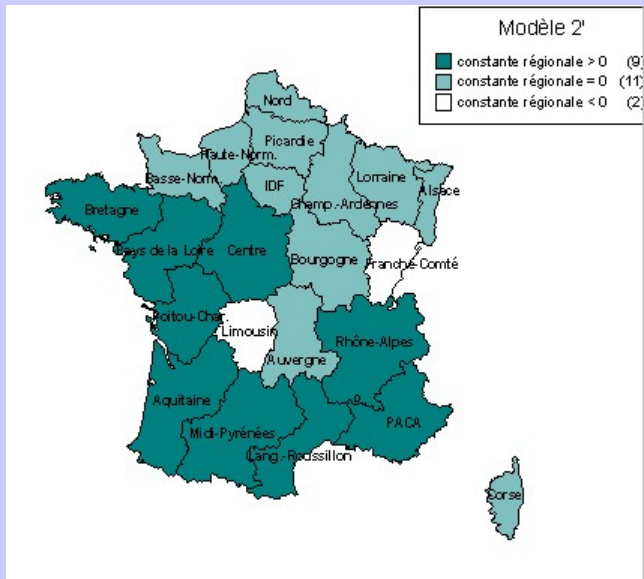 Modèle 2'
constante régionale > 0 (9)
constante régionale = 0 (11)
constante régionale < 0 (2)
Nord
Picardie
Haute-Norm.
Basse-Norm.
IDF
Lorraine
Alsace
Champ.-Ardennes
Bretagne
Pays de la Loire
Centre
Bourgogne
Franche-Comté
Poitou-Char.
Limousin
Auvergne
Rhône-Alpes
Aquitaine
Midi-Pyrénées
PACA
Lang.-Roussillon
Corse